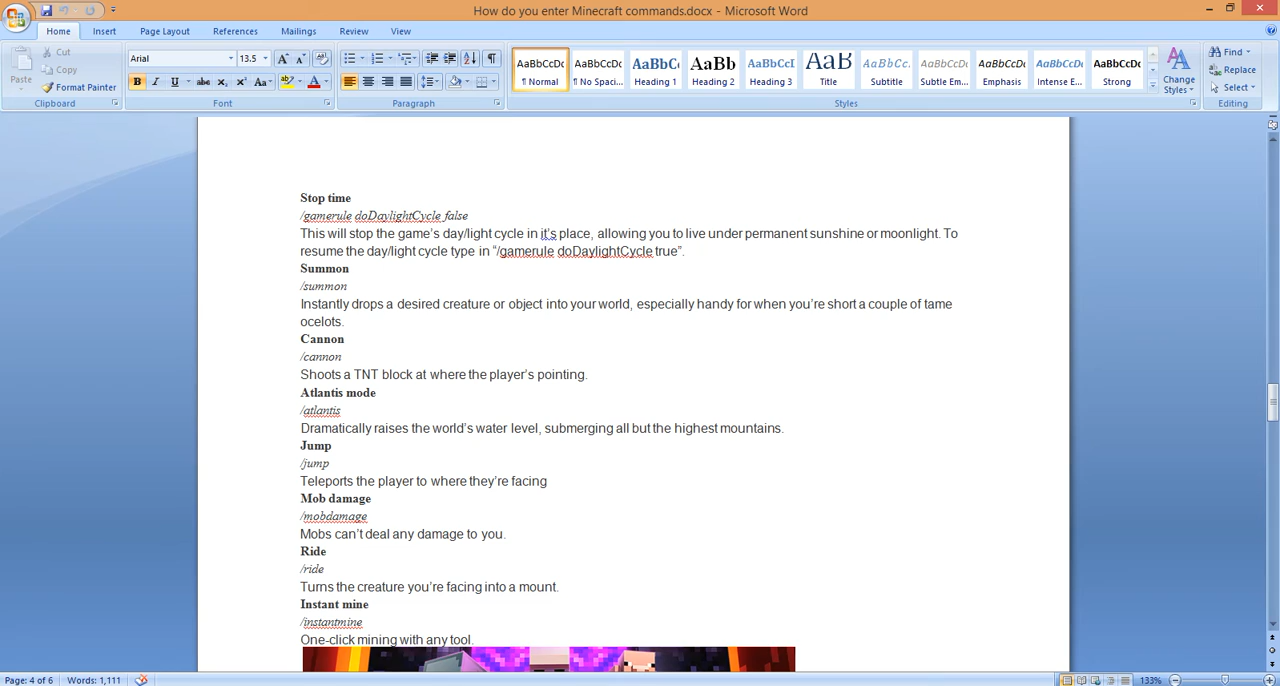 How do you enter Minecraft commands.docx - Microsoft Word
Home Insert Page Layout References Mailings Review View
Paste
Cut
Copy
Format Painter
Clipboard
Arial 13.5
B I U abc x₂ x² Aa
Font
Paragraph
AaBbCcDc AaBbCcDc AaBbCc AaBb AaBbCcI AaB AaBbCcL AaBbCcDc AaBbCcDc AaBbCcDc AaBbCcDc
¶ Normal ¶ No Spaci... Heading 1 Heading 2 Heading 3 Title Subtitle Subtle Em... Emphasis Intense E... Strong
Styles
Change
Styles
Find
Replace
Select
Editing
Stop time
/gamerule doDaylightCycle false
This will stop the game’s day/light cycle in it’s place, allowing you to live under permanent sunshine or moonlight. To
resume the day/light cycle type in “/gamerule doDaylightCycle true”.
Summon
/summon
Instantly drops a desired creature or object into your world, especially handy for when you’re short a couple of tame
ocelots.
Cannon
/cannon
Shoots a TNT block at where the player’s pointing.
Atlantis mode
/atlantis
Dramatically raises the world’s water level, submerging all but the highest mountains.
Jump
/jump
Teleports the player to where they’re facing
Mob damage
/mobdamage
Mobs can’t deal any damage to you.
Ride
/ride
Turns the creature you’re facing into a mount.
Instant mine
/instantmine
One-click mining with any tool.
Page: 4 of 6 Words: 1,111 133%